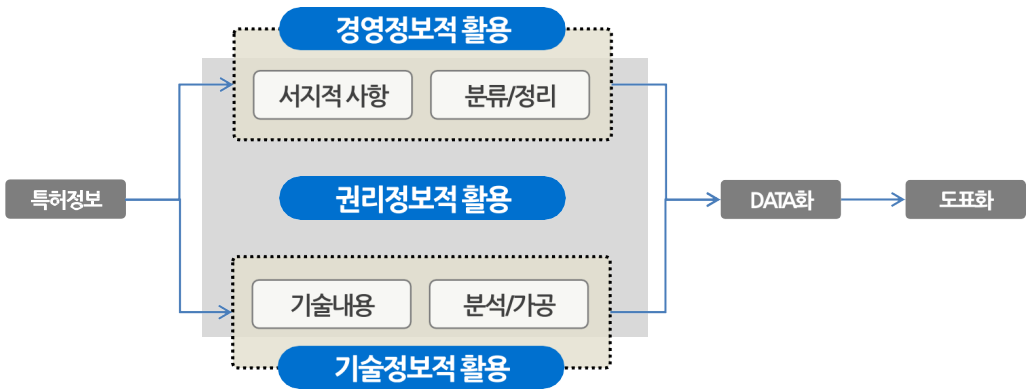 경영정보적 활용
서지적 사항
분류/정리
특허정보
권리정보적 활용
DATA화
도표화
기술내용
분석/가공
기술정보적 활용